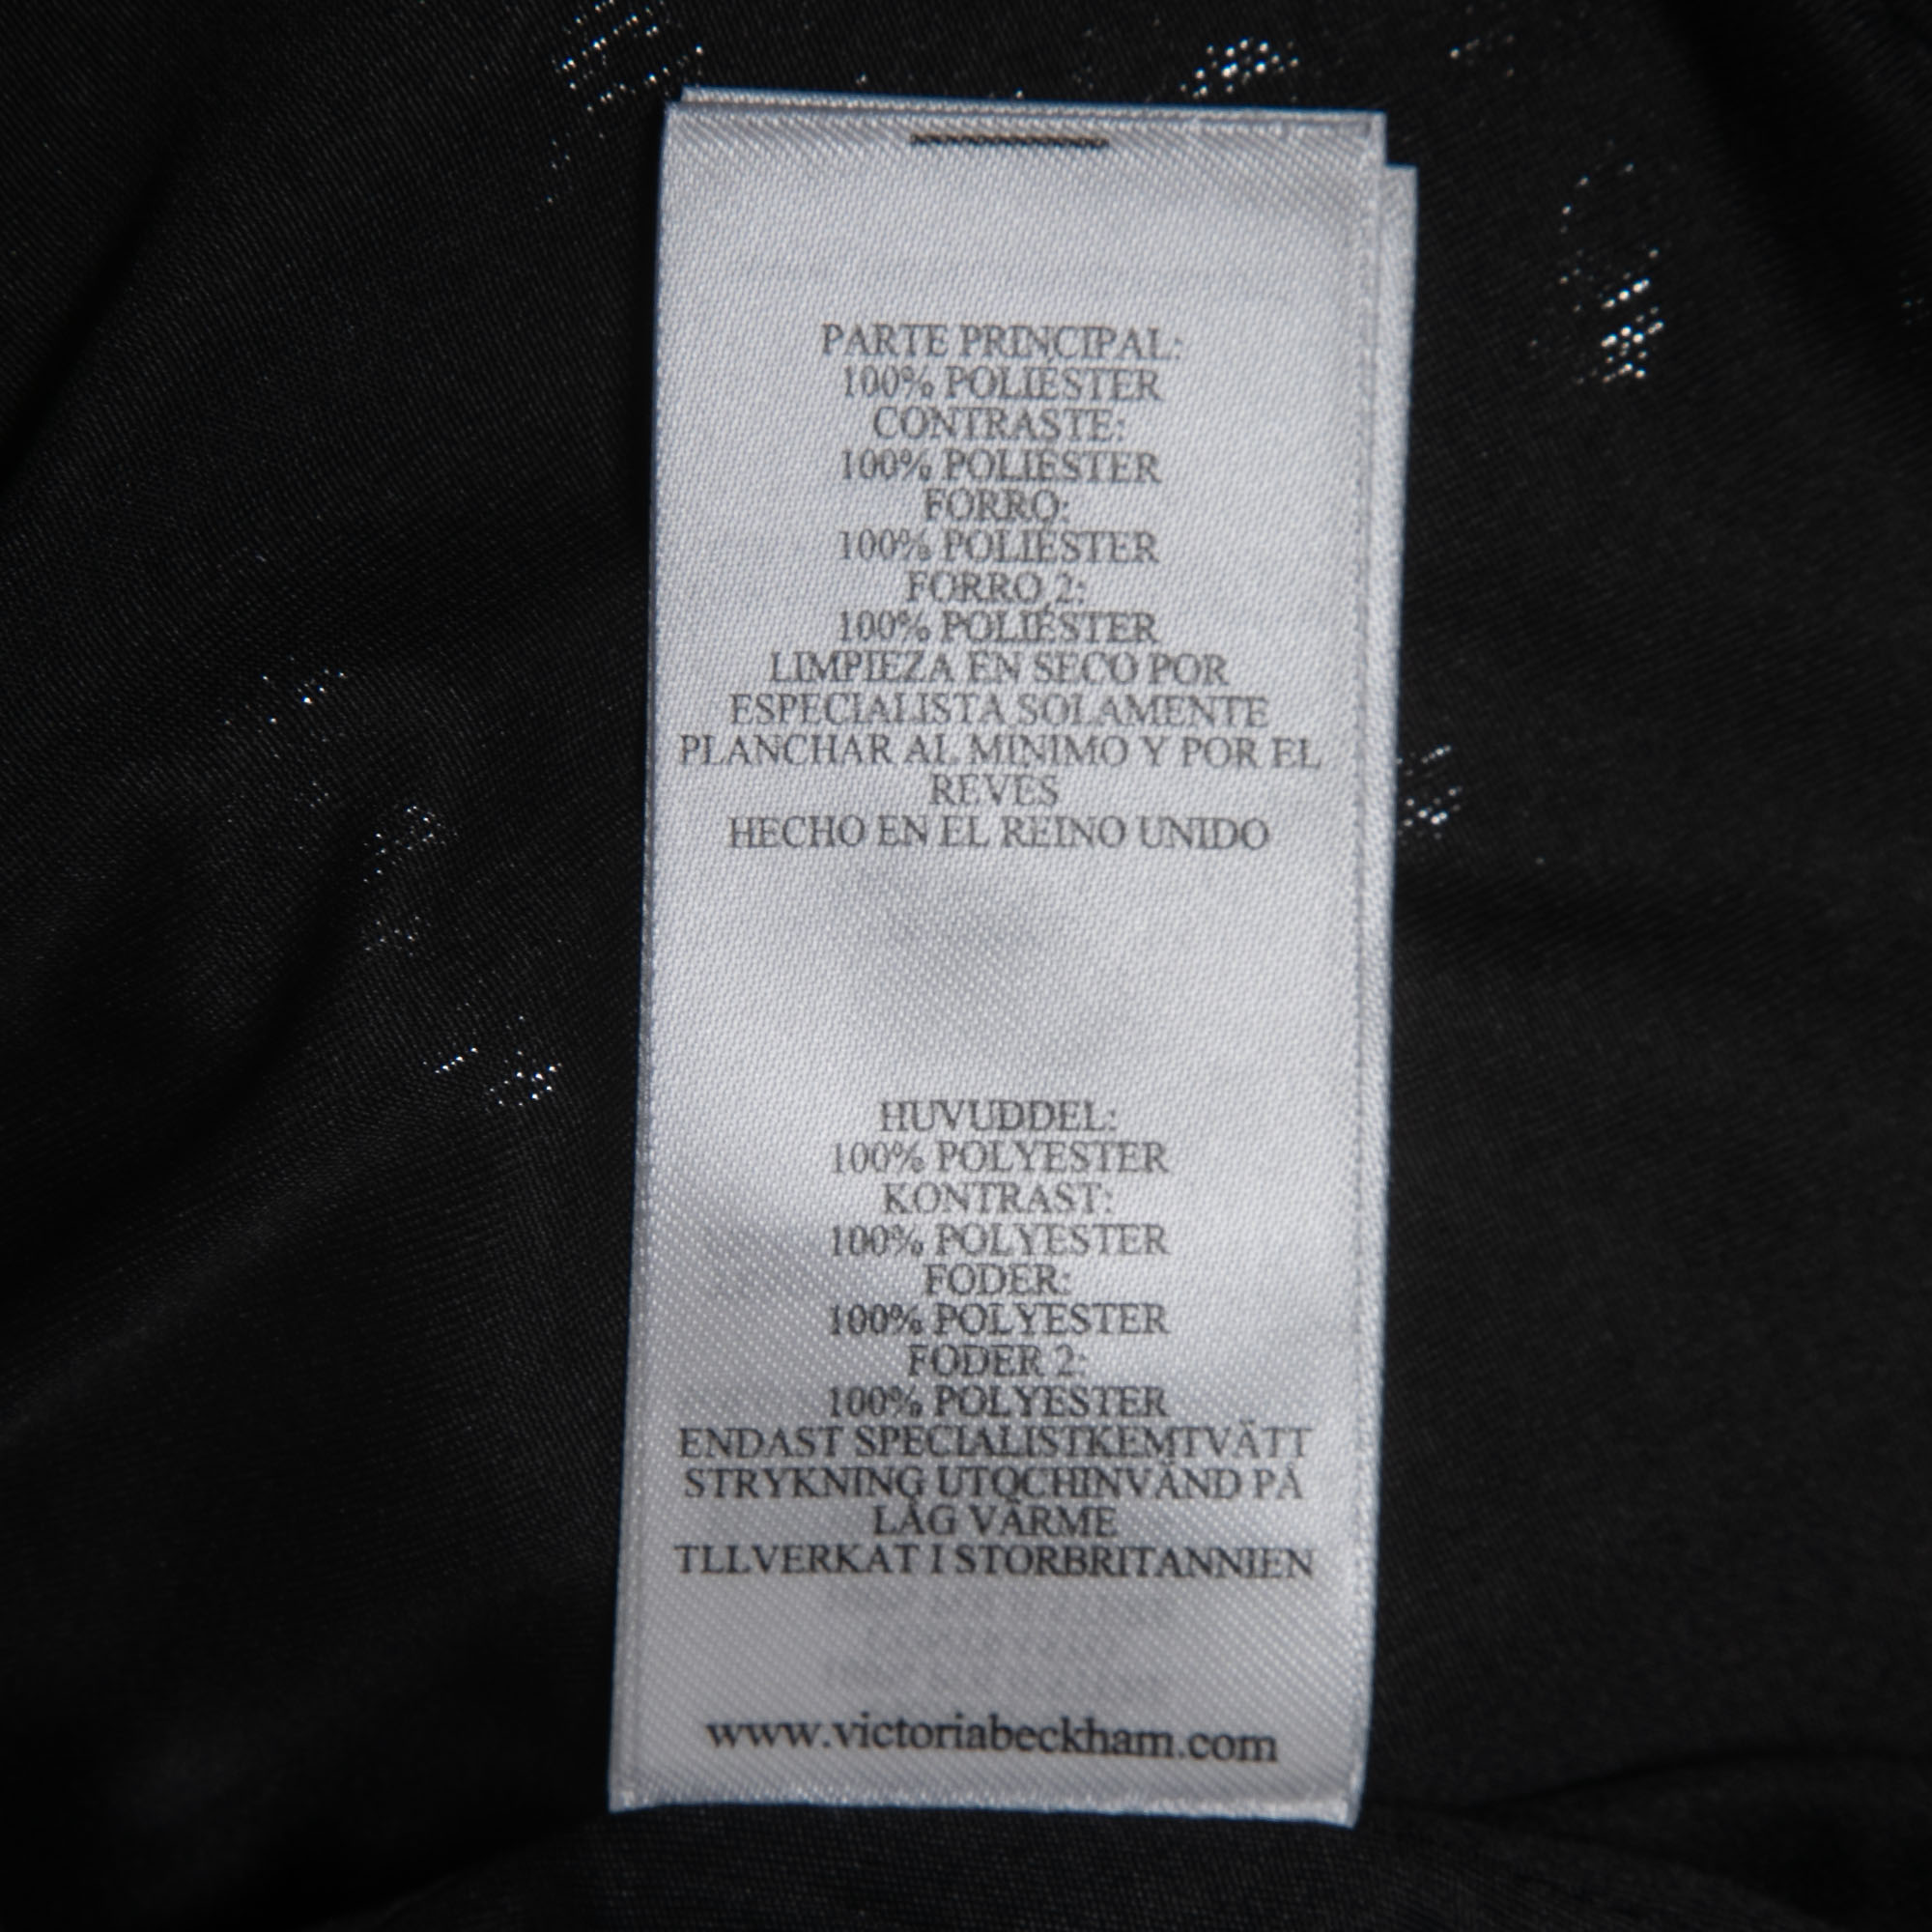 PARTE PRINCIPAL:
100% POLIÉSTER
CONTRASTE:
100% POLIÉSTER
FORRO:
100% POLIÉSTER
FORRO 2:
100% POLIÉSTER
LIMPIEZA EN SECO POR
ESPECIALISTA SOLAMENTE
PLANCHAR AL MÍNIMO Y POR EL
REVÉS
HECHO EN EL REINO UNIDO
HUVUDDEL:
100% POLYESTER
KONTRAST:
100% POLYESTER
FODER:
100% POLYESTER
FODER 2:
100% POLYESTER
ENDAST SPECIALISTKEMTVÄTT
STRYKNING UTOCHINVÄND PÅ
LÅG VÄRME
TLLVERKAT I STORBRITANNIEN
www.victoriabeckham.com